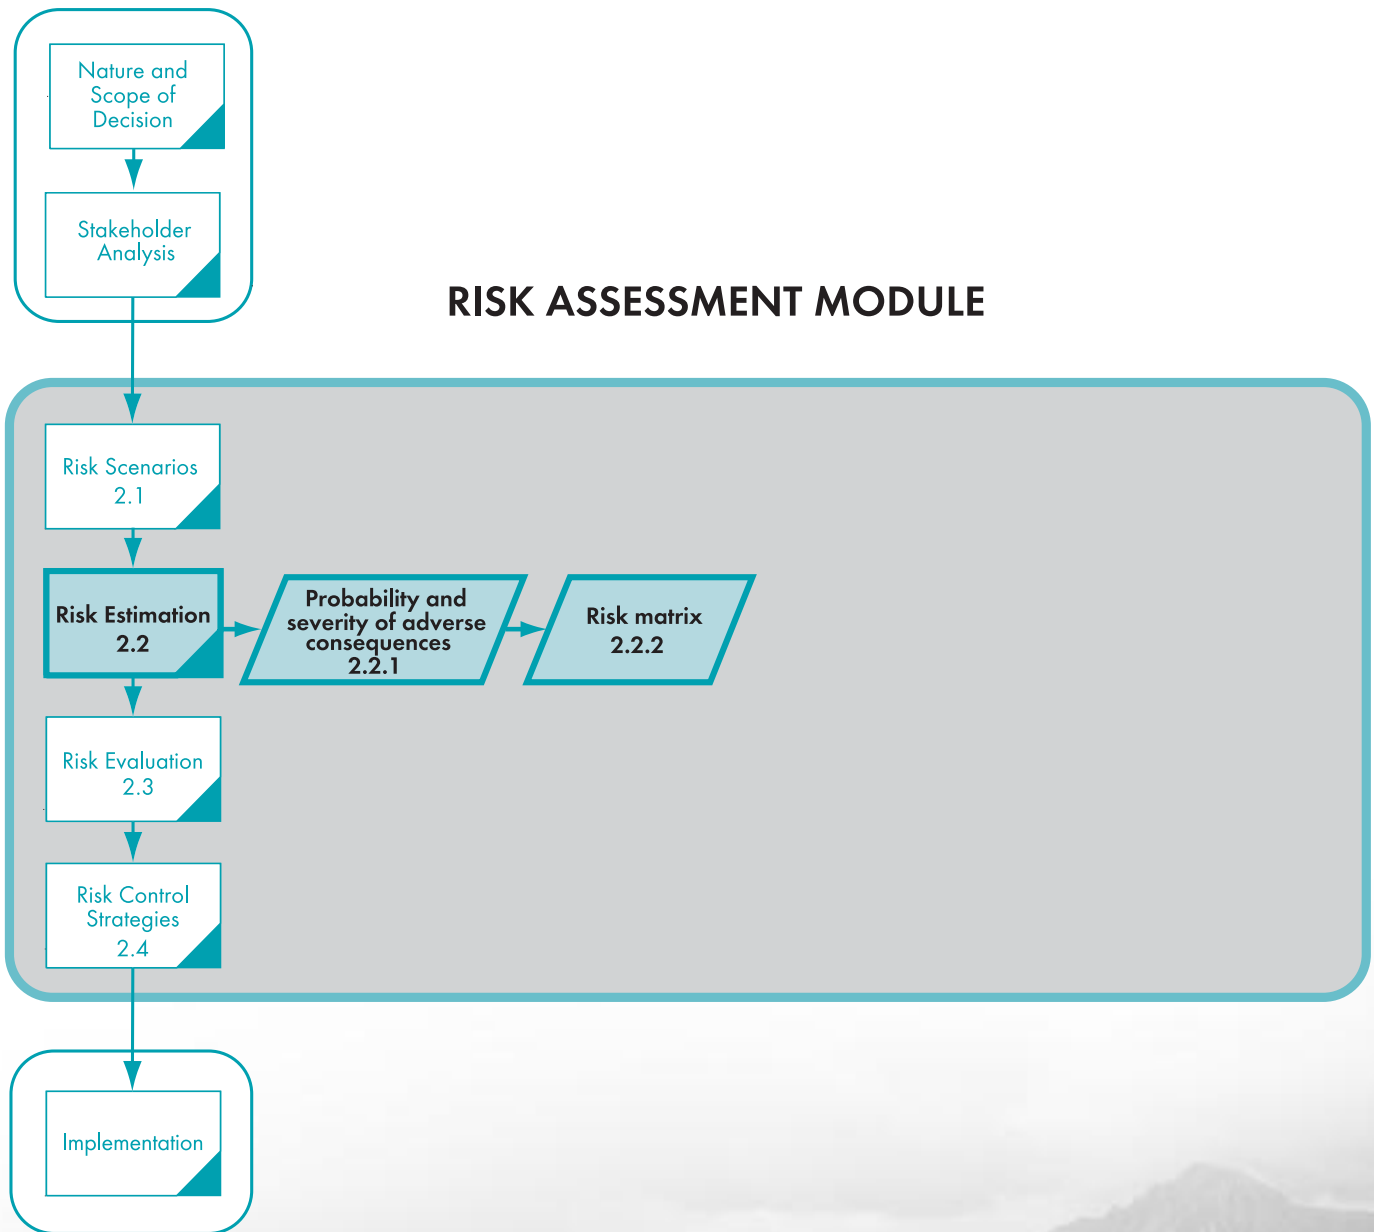 Nature and
Scope of
Decision
Stakeholder
Analysis
RISK ASSESSMENT MODULE
Risk Scenarios
2.1
Risk Estimation
2.2
Probability and
severity of adverse
consequences
2.2.1
Risk matrix
2.2.2
Risk Evaluation
2.3
Risk Control
Strategies
2.4
Implementation